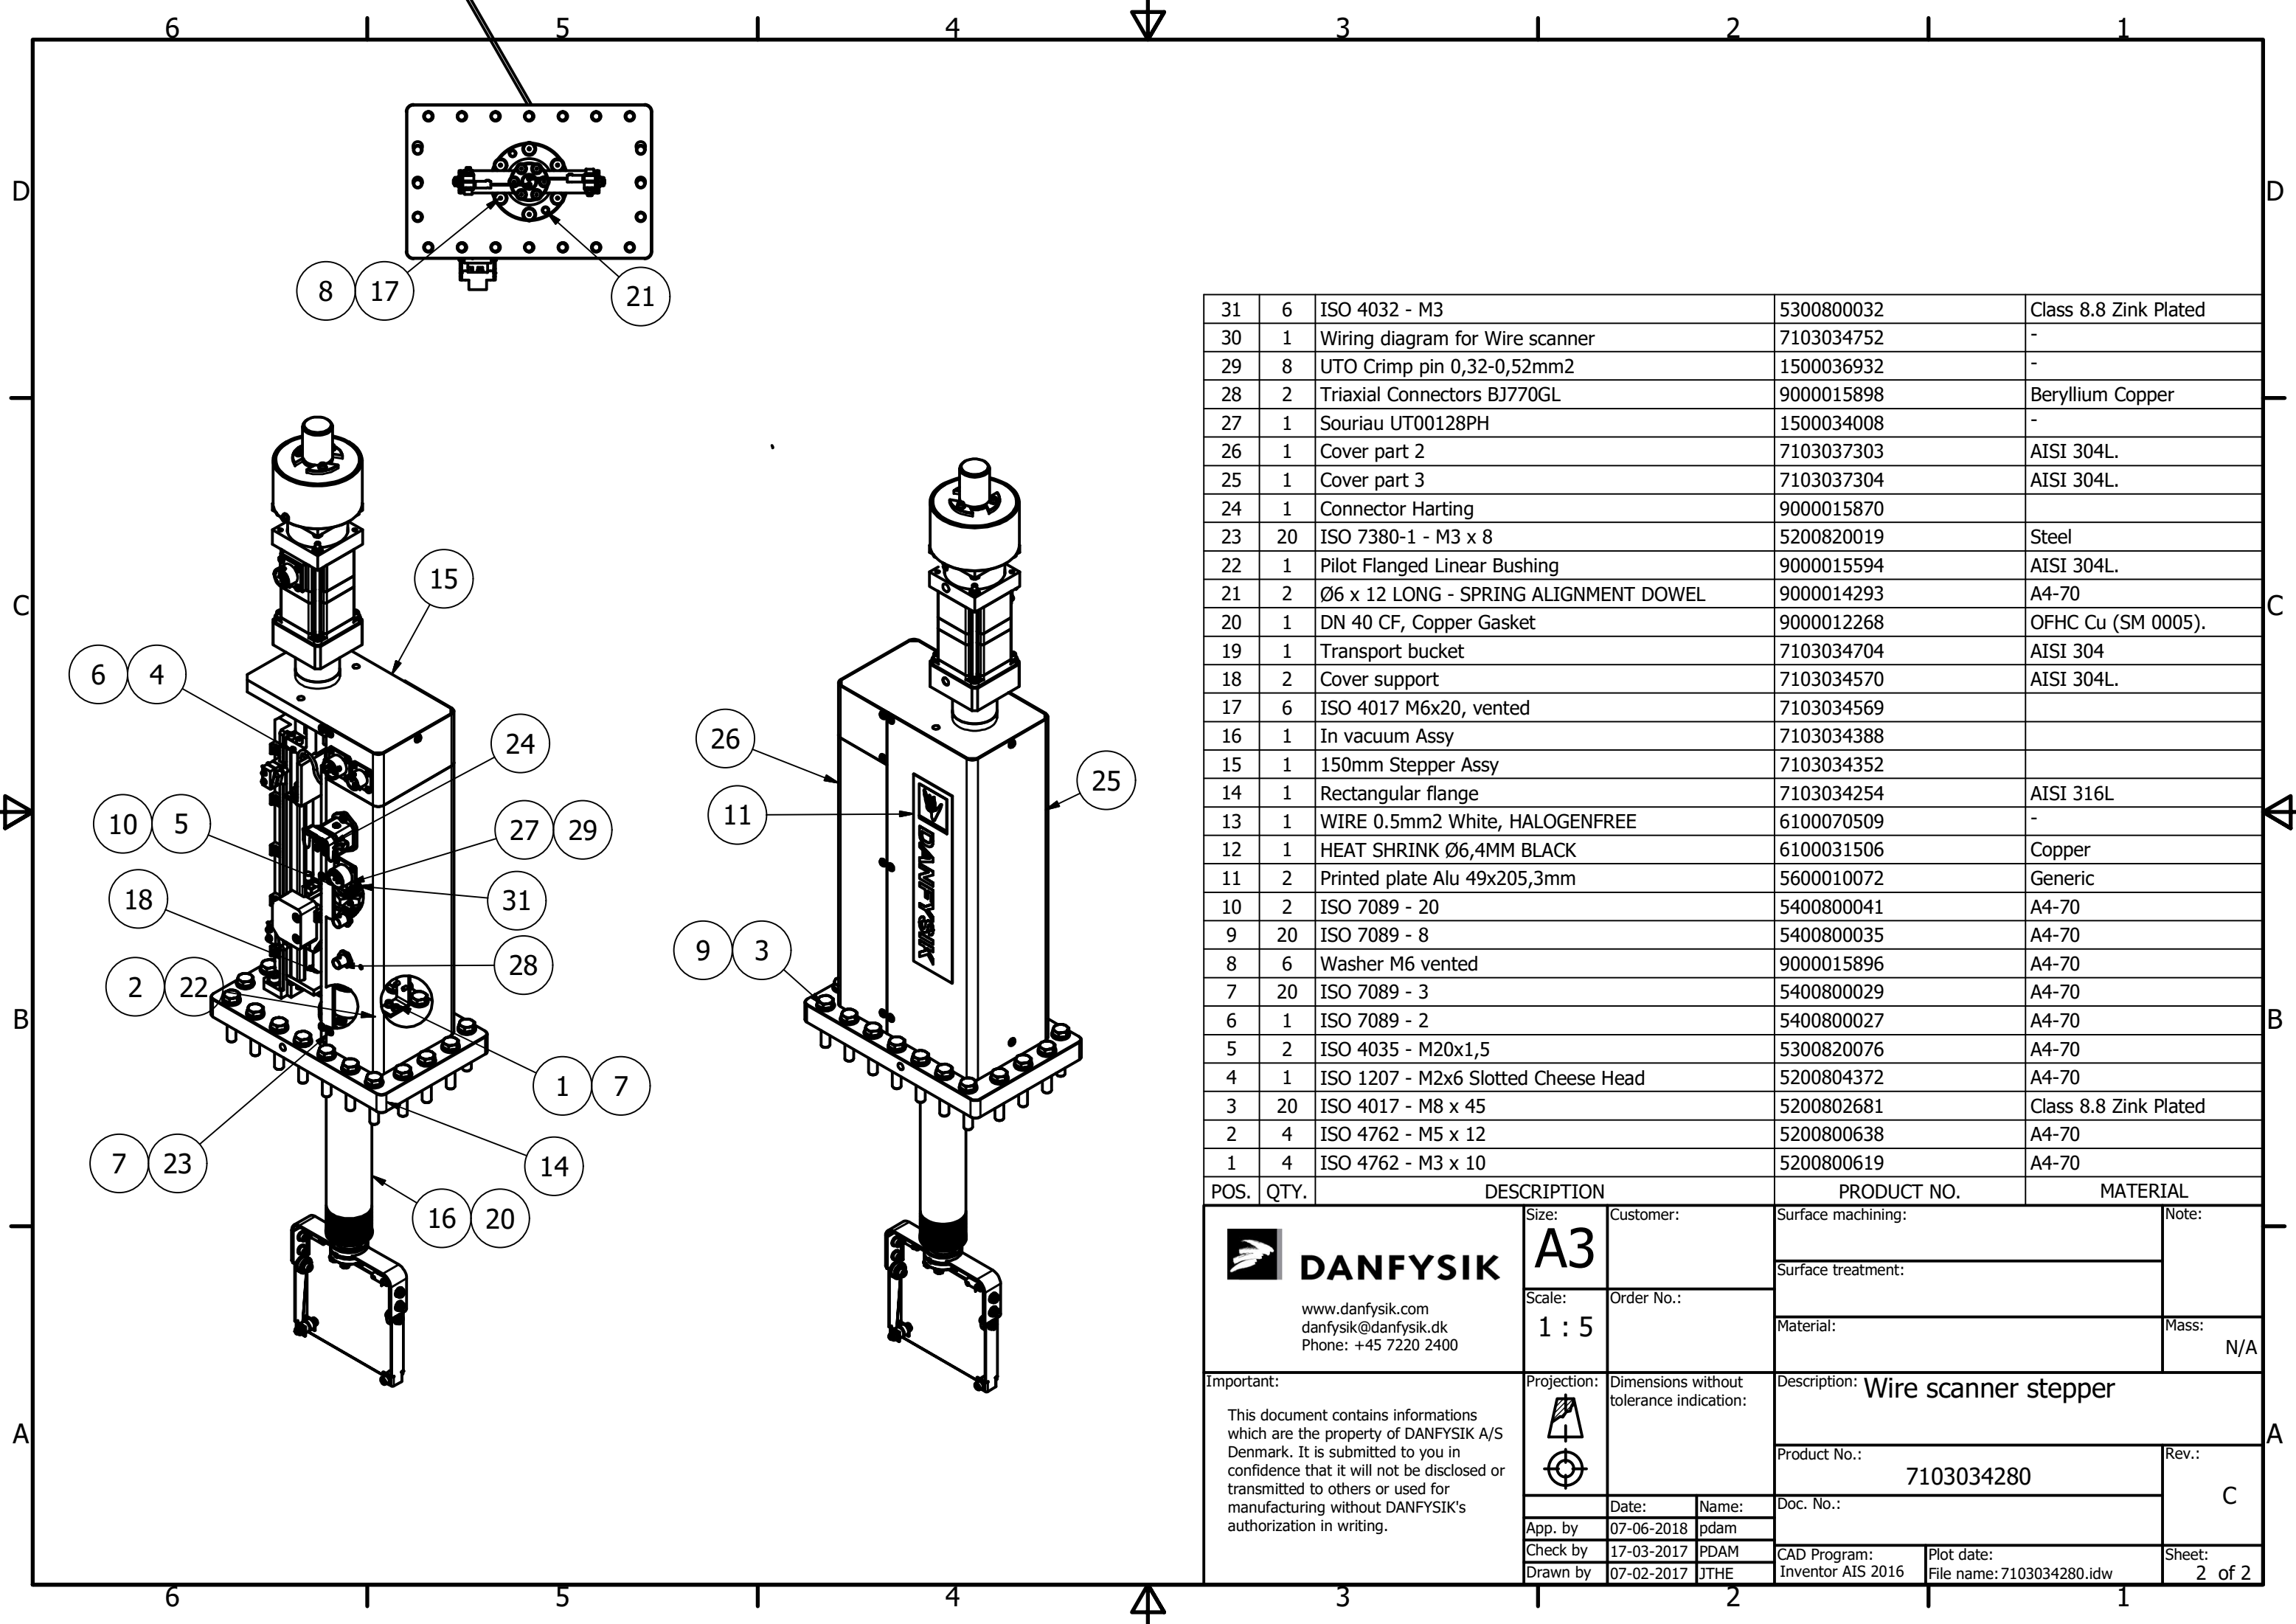 6 5 4 3 2 1
D D
8 17 21
31 6 ISO 4032 - M3 5300800032 Class 8.8 Zink Plated
30 1 Wiring diagram for Wire scanner 7103034752 -
29 8 UTO Crimp pin 0,32-0,52mm2 1500036932 -
28 2 Triaxial Connectors BJ770GL 9000015898 Beryllium Copper
27 1 Souriau UT00128PH 1500034008 -
26 1 Cover part 2 7103037303 AISI 304L.
25 1 Cover part 3 7103037304 AISI 304L.
24 1 Connector Harting 9000015870
23 20 ISO 7380-1 - M3 x 8 5200820019 Steel
22 1 Pilot Flanged Linear Bushing 9000015594 AISI 304L.
21 2 Ø6 x 12 LONG - SPRING ALIGNMENT DOWEL 9000014293 A4-70
20 1 DN 40 CF, Copper Gasket 9000012268 OFHC Cu (SM 0005).
19 1 Transport bucket 7103034704 AISI 304
18 2 Cover support 7103034570 AISI 304L.
17 6 ISO 4017 M6x20, vented 7103034569
16 1 In vacuum Assy 7103034388
15 1 150mm Stepper Assy 7103034352
14 1 Rectangular flange 7103034254 AISI 316L
13 1 WIRE 0.5mm2 White, HALOGENFREE 6100070509 -
12 1 HEAT SHRINK Ø6,4MM BLACK 6100031506 Copper
11 2 Printed plate Alu 49x205,3mm 5600010072 Generic
10 2 ISO 7089 - 20 5400800041 A4-70
9 20 ISO 7089 - 8 5400800035 A4-70
8 6 Washer M6 vented 9000015896 A4-70
7 20 ISO 7089 - 3 5400800029 A4-70
6 1 ISO 7089 - 2 5400800027 A4-70
5 2 ISO 4035 - M20x1,5 5300820076 A4-70
4 1 ISO 1207 - M2x6 Slotted Cheese Head 5200804372 A4-70
3 20 ISO 4017 - M8 x 45 5200802681 Class 8.8 Zink Plated
2 4 ISO 4762 - M5 x 12 5200800638 A4-70
1 4 ISO 4762 - M3 x 10 5200800619 A4-70
POS. QTY. DESCRIPTION PRODUCT NO. MATERIAL
C C
15
6 4
24
10 5
27 29
18
31
2 22
28
B B
1 7
7 23
14
16 20
26
11
25
9 3
DANFYSIK
DANFYSIK
www.danfysik.com
danfysik@danfysik.dk
Phone: +45 7220 2400
Size:
A3
Customer:
Surface machining:
Note:
Surface treatment:
Scale:
1 : 5
Order No.:
Material:
Mass:
N/A
Important:
This document contains informations
which are the property of DANFYSIK A/S
Denmark. It is submitted to you in
confidence that it will not be disclosed or
transmitted to others or used for
manufacturing without DANFYSIK's
authorization in writing.
Projection:
Dimensions without
tolerance indication:
Description: Wire scanner stepper
Product No.:
7103034280
Rev.:
C
Date: Name:
Doc. No.:
App. by 07-06-2018 pdam
Check by 17-03-2017 PDAM
Drawn by 07-02-2017 JTHE
CAD Program:
Inventor AIS 2016
Plot date:
File name: 7103034280.idw
Sheet:
2 of 2
A A
6 5 4 3 2 1